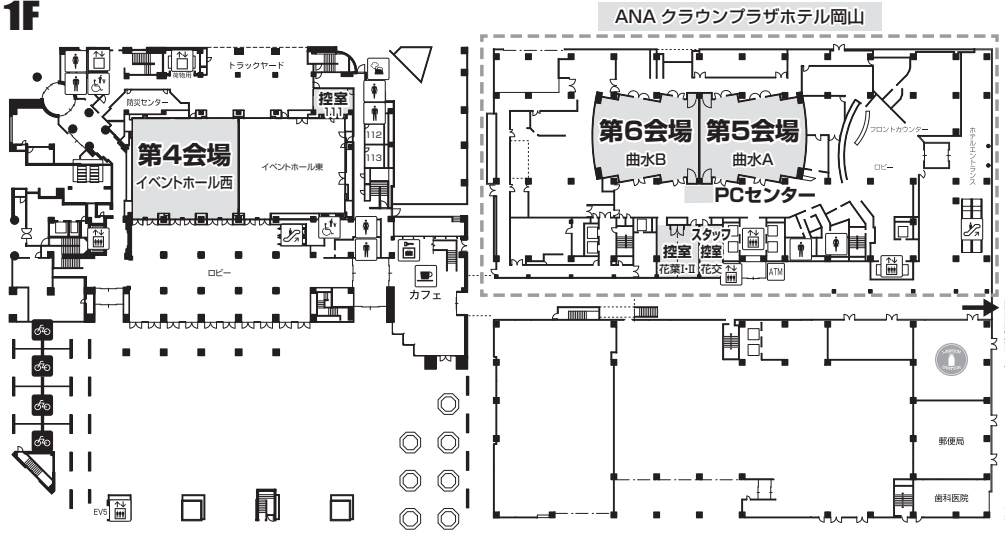 1F
ANA クラウンプラザホテル岡山
荷物用
トラックヤード
防災センター
控室
111
112
113
第4会場
イベントホール西
イベントホール東
ロビー
カフェ
EV5
第6会場
曲水B
第5会場
曲水A
PCセンター
フロントカウンター
ロビー
ホテルエントランス
控室
花葉I・II
スタッフ
控室
花交
ATM
郵便局
歯科医院